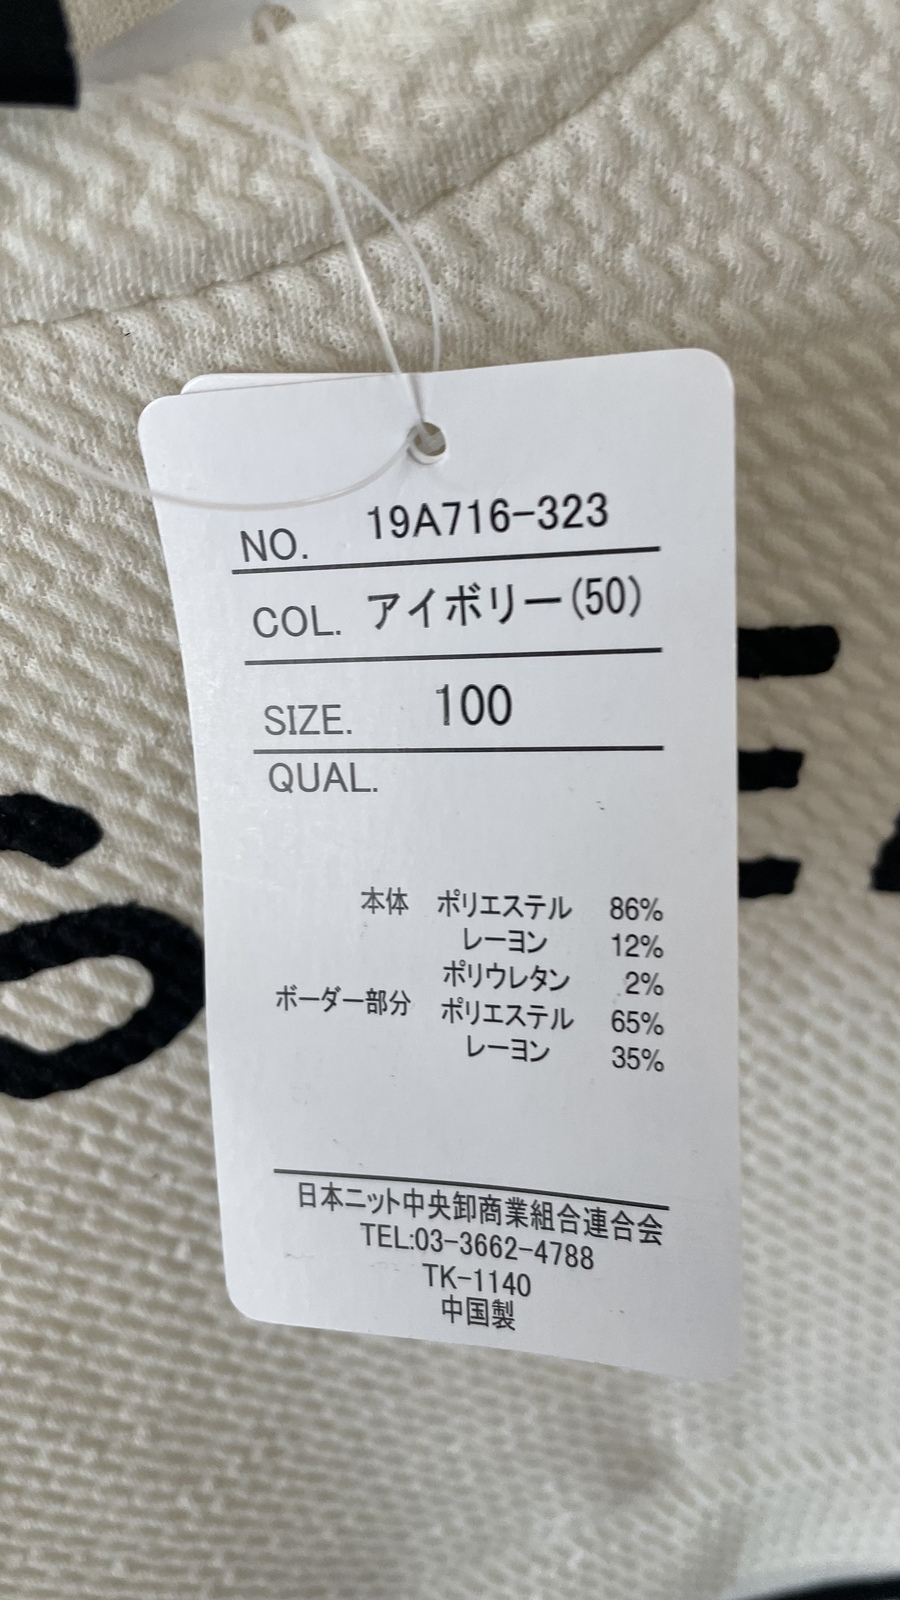 NO. 19A716-323
COL. アイボリー(50)
SIZE. 100
QUAL.
本体 ポリエステル 86%
レーヨン 12%
ポリウレタン 2%
ボーダー部分 ポリエステル 65%
レーヨン 35%
日本ニット中央卸商業組合連合会
TEL:03-3662-4788
TK-1140
中国製